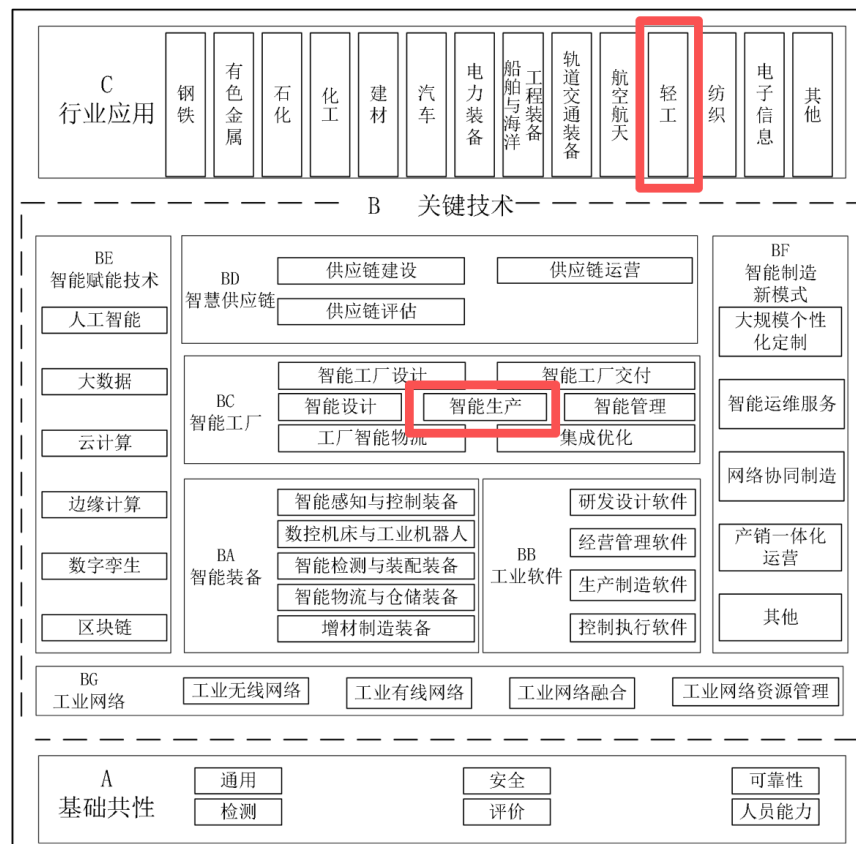 C
行业应用
钢铁
有色金属
石化
化工
建材
汽车
电力装备
船舶与海洋
工程装备
轨道交通装备
航空航天
轻工
纺织
电子信息
其他
B 关键技术
BE
智能赋能技术
人工智能
大数据
云计算
边缘计算
数字孪生
区块链
BD
智慧供应链
供应链建设
供应链运营
供应链评估
BC
智能工厂
智能工厂设计
智能工厂交付
智能设计
智能生产
智能管理
工厂智能物流
集成优化
BA
智能装备
智能感知与控制装备
数控机床与工业机器人
智能检测与装配装备
智能物流与仓储装备
增材制造装备
BB
工业软件
研发设计软件
经营管理软件
生产制造软件
控制执行软件
BF
智能制造
新模式
大规模个性
化定制
智能运维服务
网络协同制造
产销一体化
运营
其他
BG
工业网络
工业无线网络
工业有线网络
工业网络融合
工业网络资源管理
A
基础共性
通用
安全
可靠性
检测
评价
人员能力